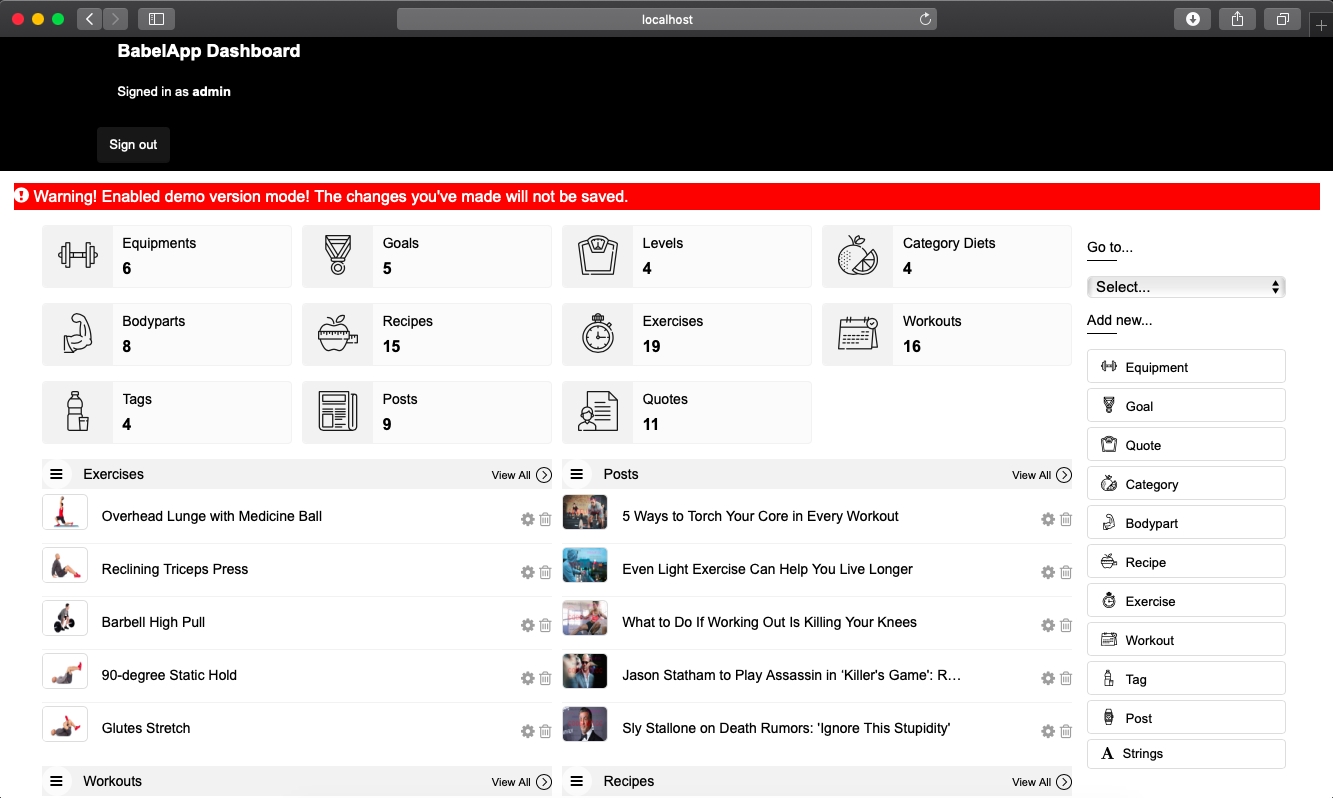 localhost
BabelApp Dashboard
Signed in as admin
Sign out
Warning! Enabled demo version mode! The changes you've made will not be saved.
Equipments
6
Goals
5
Levels
4
Category Diets
4
Bodyparts
8
Recipes
15
Exercises
19
Workouts
16
Tags
4
Posts
9
Quotes
11
Exercises
View All
Overhead Lunge with Medicine Ball
Reclining Triceps Press
Barbell High Pull
90-degree Static Hold
Glutes Stretch
Posts
View All
5 Ways to Torch Your Core in Every Workout
Even Light Exercise Can Help You Live Longer
What to Do If Working Out Is Killing Your Knees
Jason Statham to Play Assassin in 'Killer's Game': R…
Sly Stallone on Death Rumors: 'Ignore This Stupidity'
Workouts
View All
Recipes
View All
Go to...
Select...
Add new...
Equipment
Goal
Quote
Category
Bodypart
Recipe
Exercise
Workout
Tag
Post
A Strings